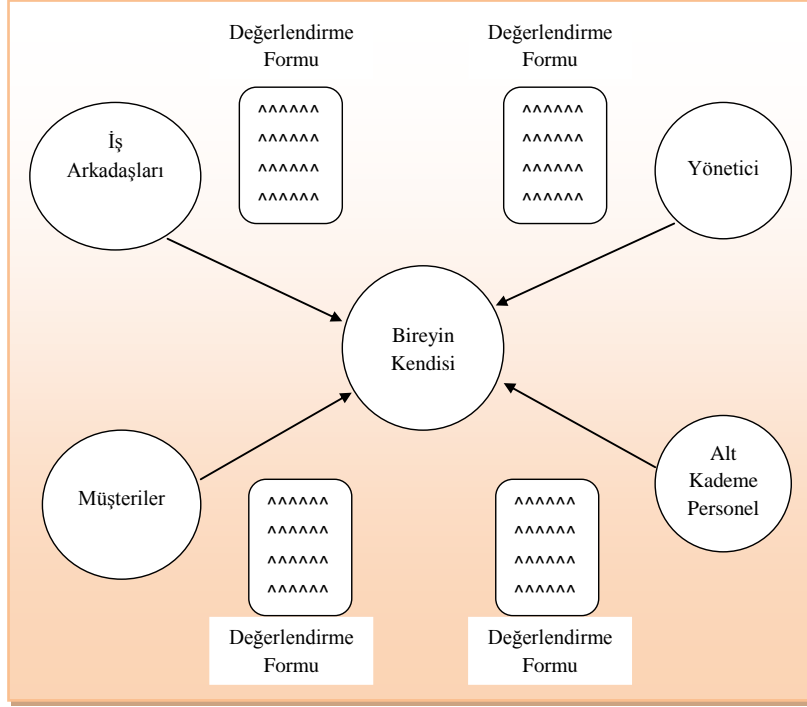 Değerlendirme
Formu
Değerlendirme
Formu
^^^^^^
^^^^^^
^^^^^^
^^^^^^
^^^^^^
^^^^^^
^^^^^^
^^^^^^
İş
Arkadaşları
Yönetici
Bireyin
Kendisi
Müşteriler
Alt
Kademe
Personel
^^^^^^
^^^^^^
^^^^^^
^^^^^^
^^^^^^
^^^^^^
^^^^^^
^^^^^^
Değerlendirme
Formu
Değerlendirme
Formu